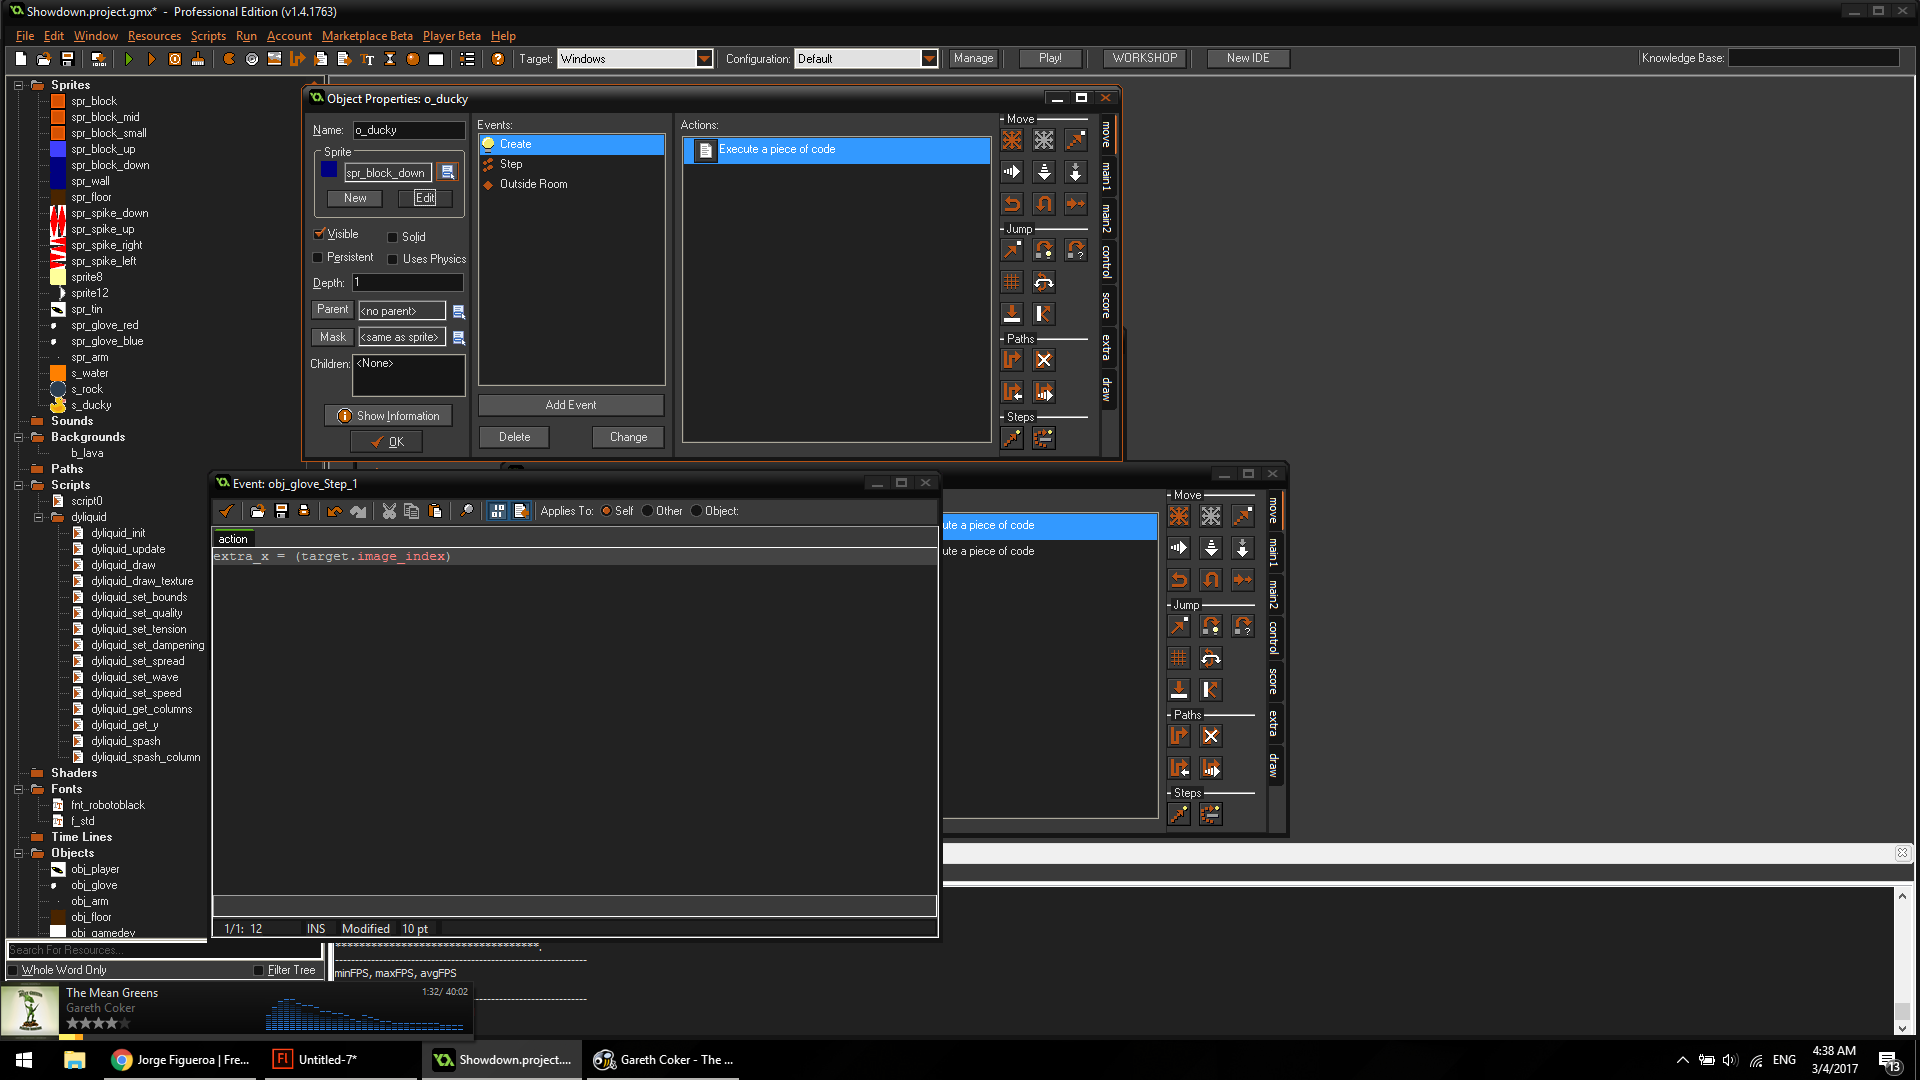 Showdown.project.gmx* - Professional Edition (v1.4.1763)
File Edit Window Resources Scripts Run Account Marketplace Beta Player Beta Help
Target: Windows Configuration: Default Manage Play! WORKSHOP New IDE Knowledge Base:
Sprites
spr_block
spr_block_mid
spr_block_small
spr_block_up
spr_block_down
spr_wall
spr_floor
spr_spike_down
spr_spike_up
spr_spike_right
spr_spike_left
sprite8
sprite12
spr_tin
spr_glove_red
spr_glove_blue
spr_arm
s_water
s_rock
s_ducky
Sounds
Backgrounds
b_lava
Paths
Scripts
script0
dyliquid
dyliquid_init
dyliquid_update
dyliquid_draw
dyliquid_draw_texture
dyliquid_set_bounds
dyliquid_set_quality
dyliquid_set_tension
dyliquid_set_dampening
dyliquid_set_spread
dyliquid_set_wave
dyliquid_set_speed
dyliquid_get_columns
dyliquid_get_y
dyliquid_spash
dyliquid_spash_column
Shaders
Fonts
fnt_robotoblack
f_std
Time Lines
Objects
obj_player
obj_glove
obj_arm
obj_floor
obj_gamedev
Search For Resources...
Whole Word Only Filter Tree
Object Properties: o_ducky
Name: o_ducky
Sprite
spr_block_down
New Edit
Visible Solid
Persistent Uses Physics
Depth: 1
Parent <no parent>
Mask <same as sprite>
Children: <None>
Show Information
OK
Events:
Create
Step
Outside Room
Add Event
Delete Change
Actions:
Execute a piece of code
Move
Jump
Paths
Steps
move
main1
main2
control
score
extra
draw
Event: obj_glove_Step_1
Applies To: Self Other Object:
action
extra_x = (target.image_index)
1/1: 12 INS Modified 10 pt
ute a piece of code
ute a piece of code
Move
Jump
Paths
Steps
move
main1
main2
control
score
extra
draw
minFPS, maxFPS, avgFPS
The Mean Greens 1:32/ 40:02
Gareth Coker
Jorge Figueroa | Fre... Untitled-7* Showdown.project.... Gareth Coker - The ...
ENG
4:38 AM
3/4/2017
13